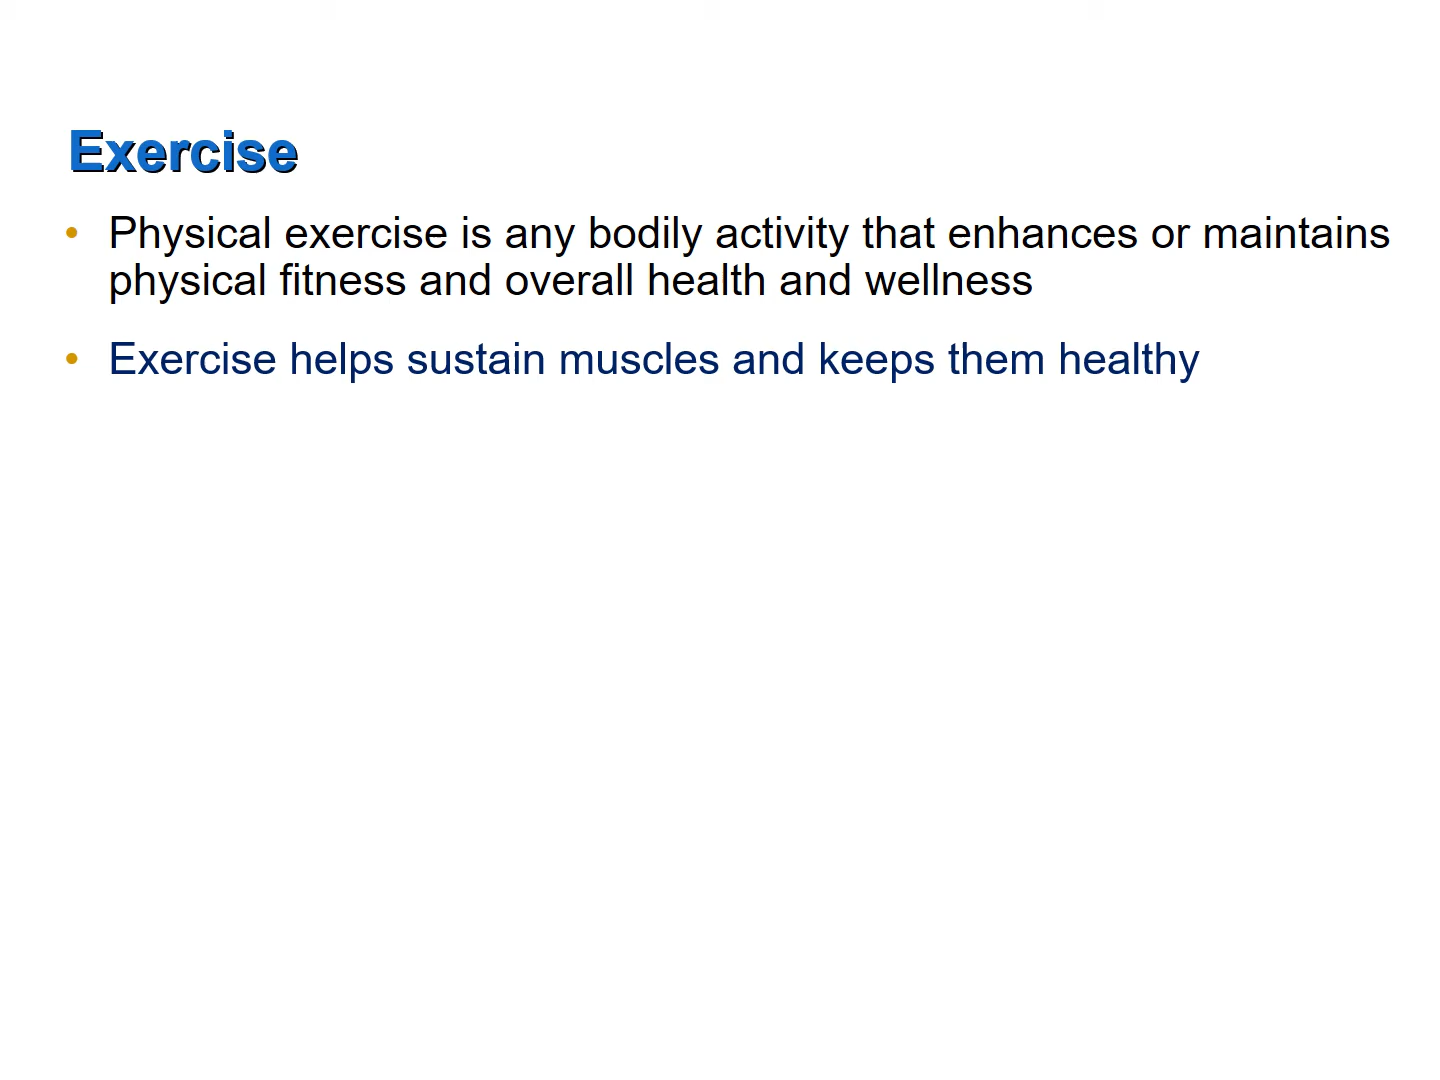 Exercise
• Physical exercise is any bodily activity that enhances or maintains
physical fitness and overall health and wellness
• Exercise helps sustain muscles and keeps them healthy